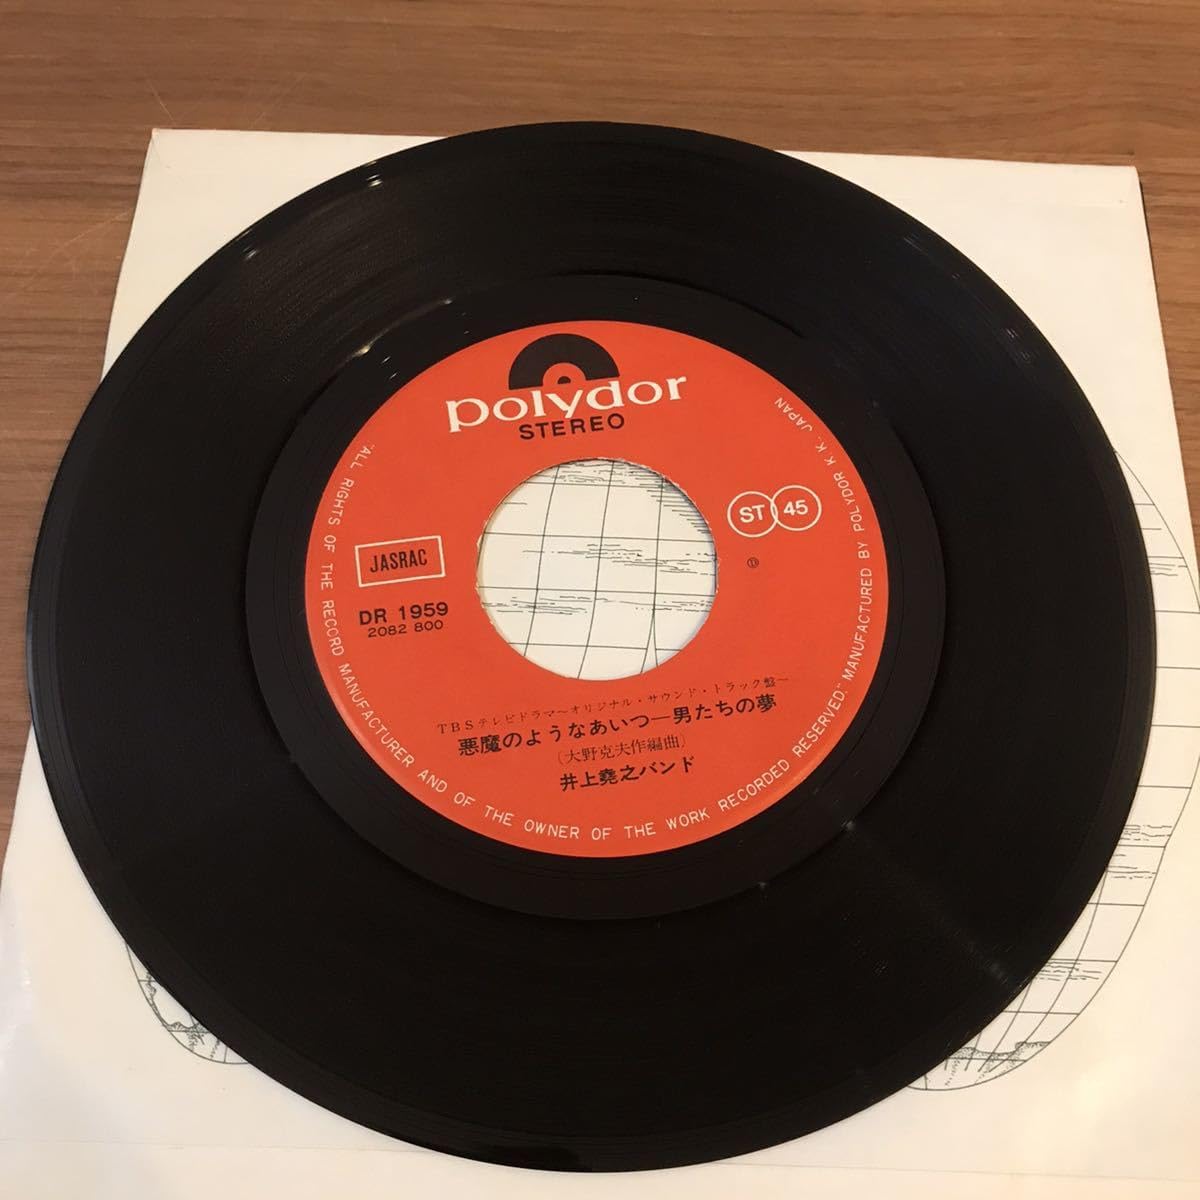 polydor
STEREO
ST 45
JASRAC
DR 1959
2082 800
Ⓓ
TBSテレビドラマ～オリジナル・サウンド・トラック盤～
悪魔のようなあいつ―男たちの夢
(大野克夫作編曲)
井上堯之バンド
"ALL RIGHTS OF THE RECORD MANUFACTURER AND OF THE OWNER OF THE WORK RECORDED RESERVED." MANUFACTURED BY POLYDOR K. K. JAPAN